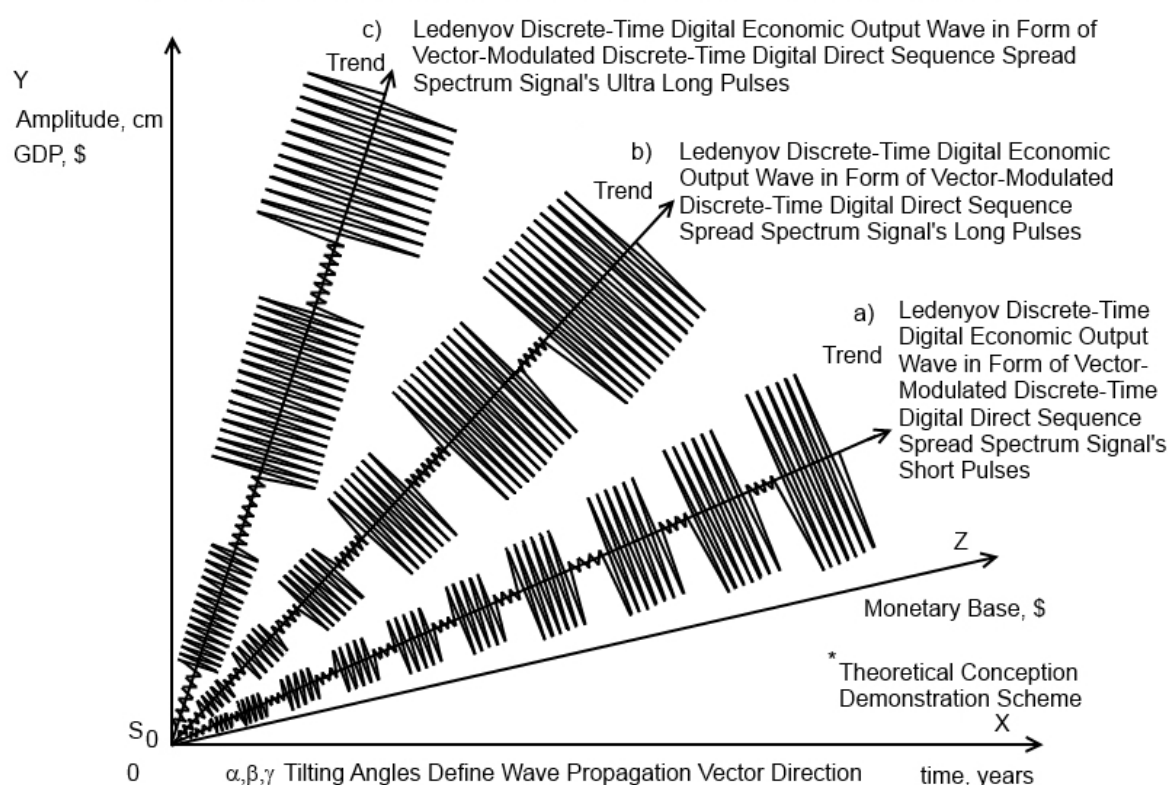 c) Ledenyov Discrete-Time Digital Economic Output Wave in Form of
Vector-Modulated Discrete-Time Digital Direct Sequence Spread
Spectrum Signal's Ultra Long Pulses
Trend
Y
Amplitude, cm
GDP, $
b) Ledenyov Discrete-Time Digital Economic
Output Wave in Form of Vector-Modulated
Discrete-Time Digital Direct Sequence
Spread Spectrum Signal's Long Pulses
Trend
a) Ledenyov Discrete-Time
Digital Economic Output
Wave in Form of Vector-
Modulated Discrete-Time
Digital Direct Sequence
Spread Spectrum Signal's
Short Pulses
Trend
Z
Monetary Base, $
*Theoretical Conception
Demonstration Scheme
X
S0
0
α,β,γ Tilting Angles Define Wave Propagation Vector Direction
time, years